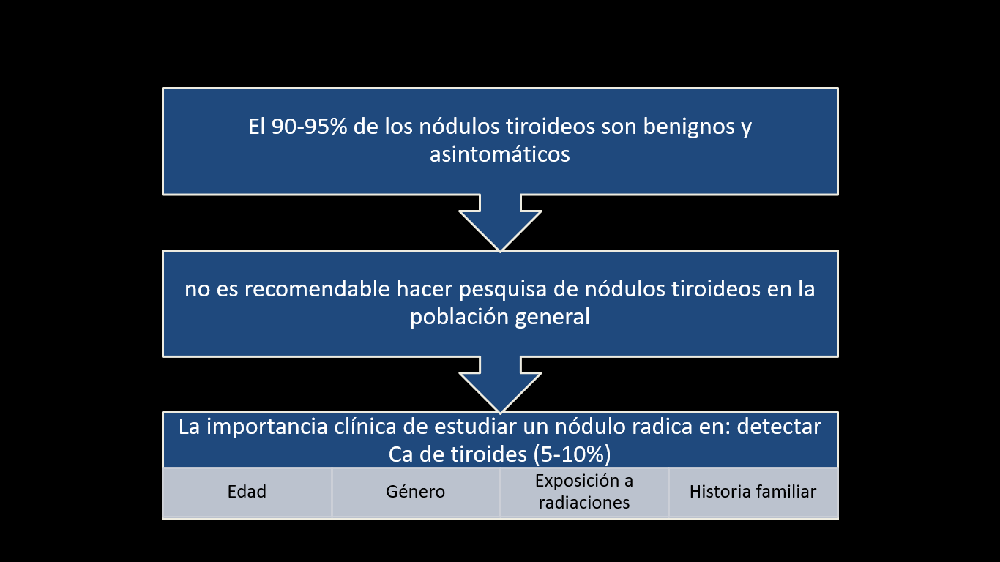 El 90-95% de los nódulos tiroideos son benignos y
asintomáticos
no es recomendable hacer pesquisa de nódulos tiroideos en la
población general
La importancia clínica de estudiar un nódulo radica en: detectar
Ca de tiroides (5-10%)
Edad
Género
Exposición a
radiaciones
Historia familiar